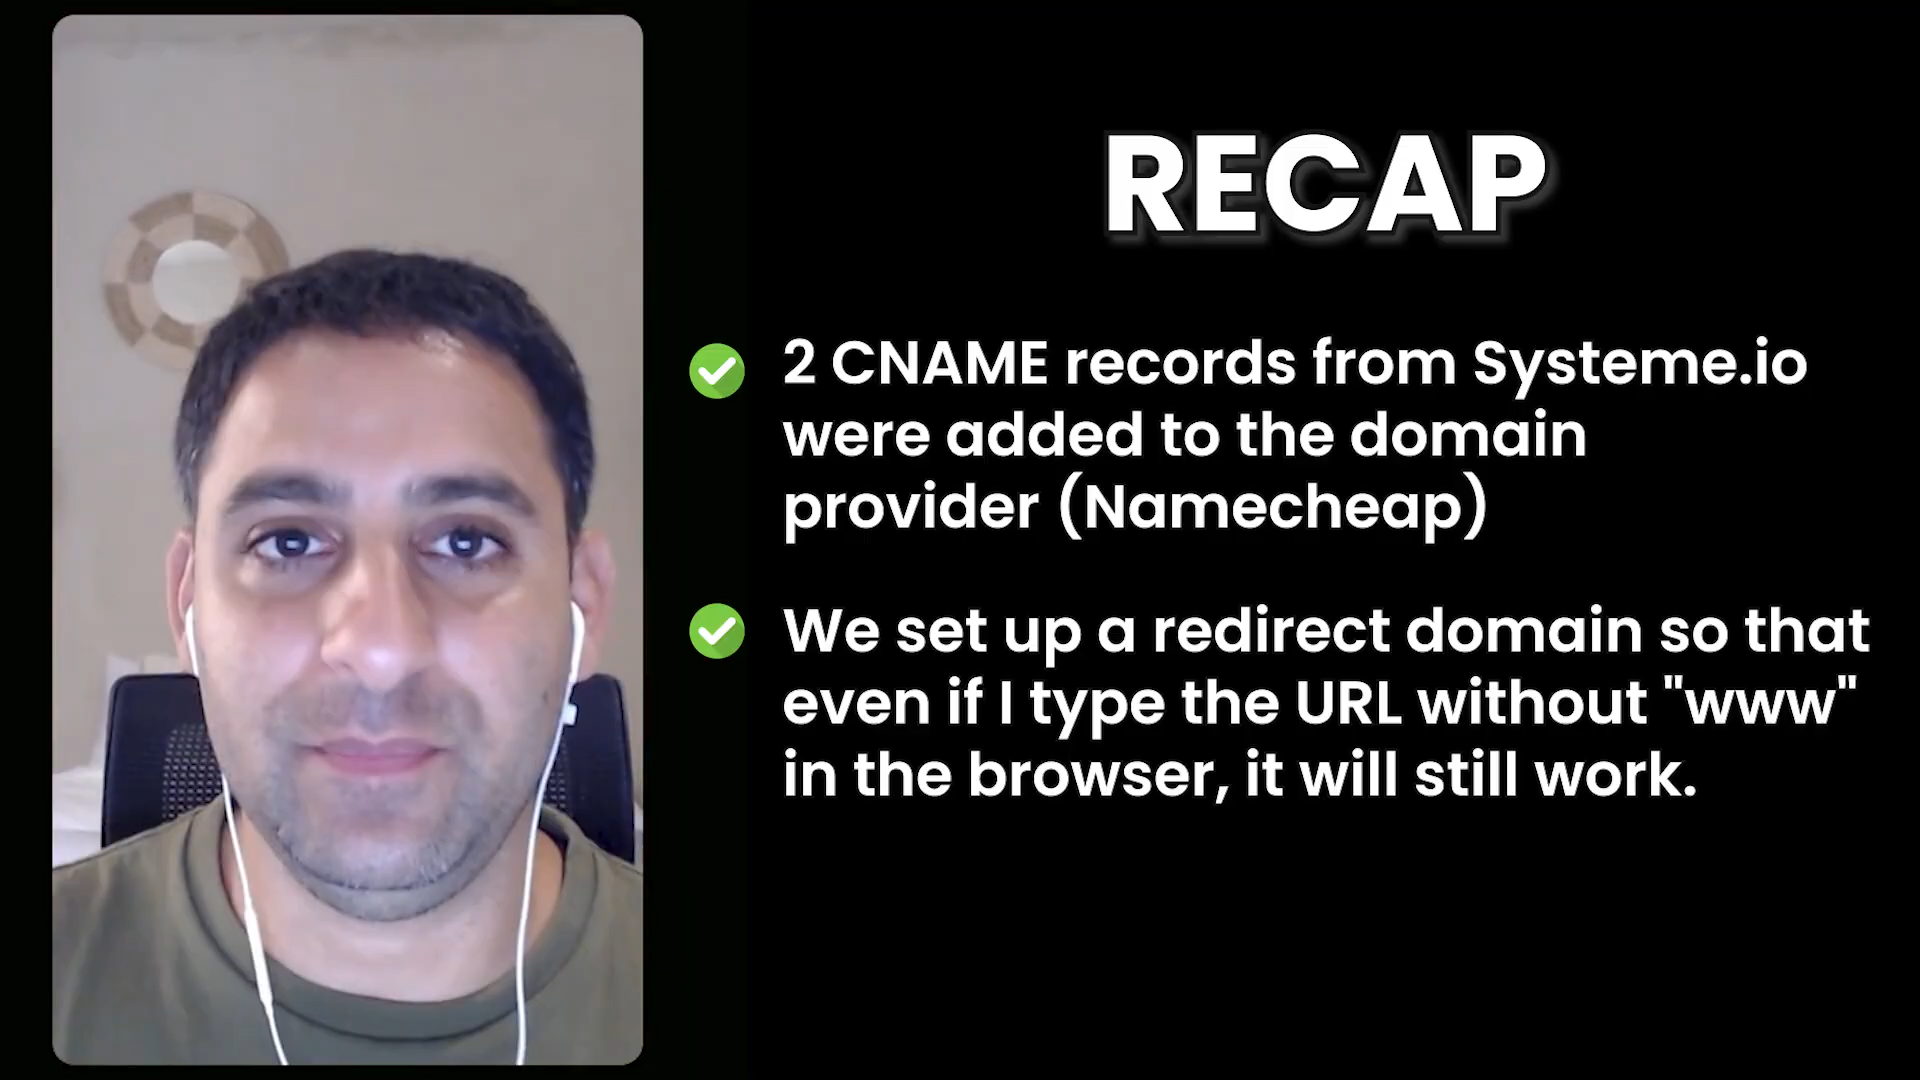 RECAP
2 CNAME records from Systeme.io
were added to the domain
provider (Namecheap)
We set up a redirect domain so that
even if I type the URL without "www"
in the browser, it will still work.